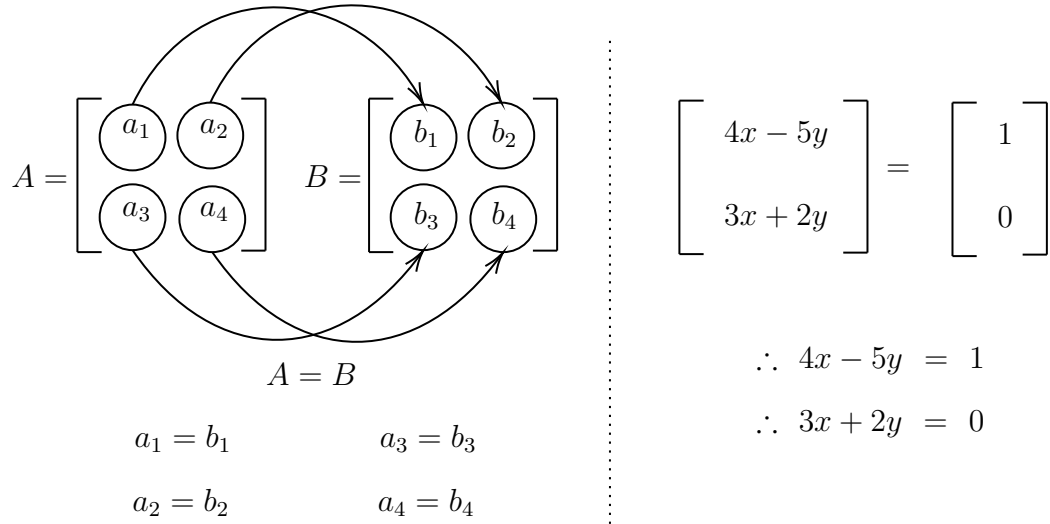 A = [ a₁ a₂ a₃ a₄ ] B = [ b₁ b₂ b₃ b₄ ]
A = B
a₁ = b₁ a₃ = b₃
a₂ = b₂ a₄ = b₄
[ 4x − 5y
3x + 2y ] = [ 1
0 ]
∴ 4x − 5y = 1
∴ 3x + 2y = 0